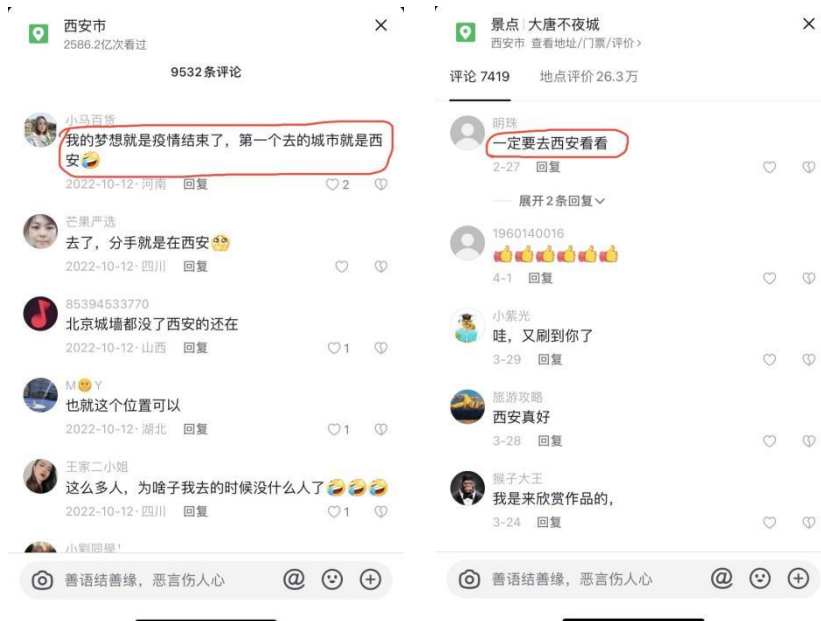 西安市
2586.2亿次看过
9532条评论
小马百货
我的梦想就是疫情结束了，第一个去的城市就是西
安🤣
2022-10-12·河南 回复 2
芒果严选
去了，分手就是在西安
2022-10-12·四川 回复
85394533770
北京城墙都没了西安的还在
2022-10-12·山西 回复 1
M Y
也就这个位置可以
2022-10-12·湖北 回复 1
王家二小姐
这么多人，为啥子我去的时候没什么人了🤣🤣🤣
2022-10-12·四川 回复 1
小劉同學！
善语结善缘，恶言伤人心 @
景点 大唐不夜城
西安市 查看地址/门票/评价>
评论 7419 地点评价26.3万
明珠
一定要去西安看看
2-27 回复
展开2条回复
1960140016
👍👍👍👍👍👍
4-1 回复
小紫光
哇，又刷到你了
3-29 回复
旅游攻略
西安真好
3-28 回复
猴子大王
我是来欣赏作品的,
3-24 回复
善语结善缘，恶言伤人心 @